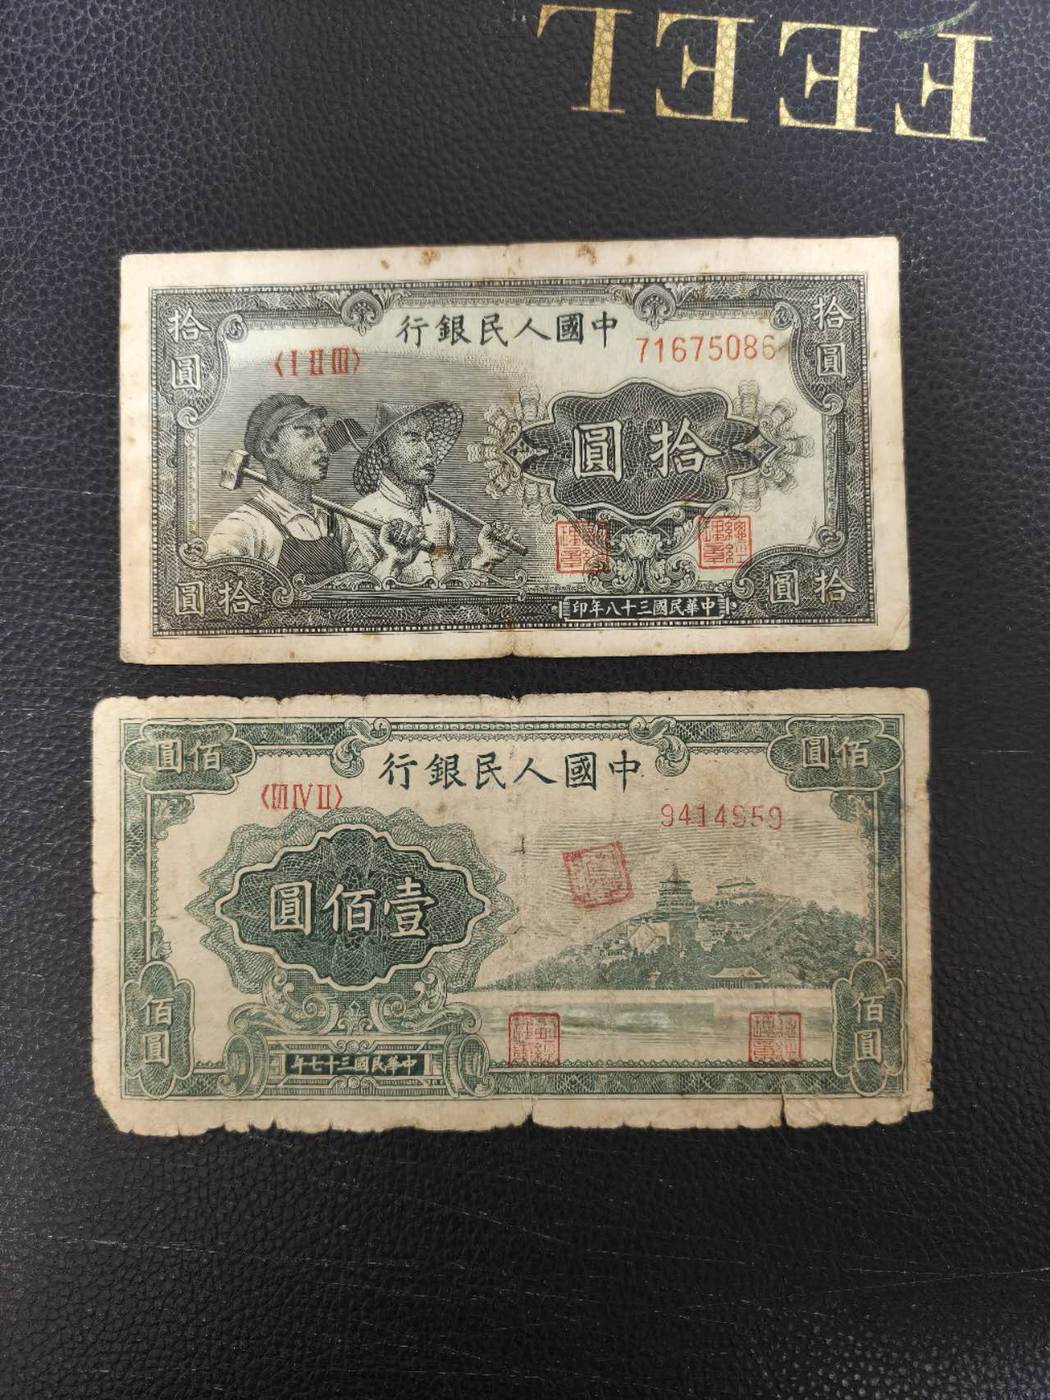 FEEL
中國人民銀行
拾圓
拾圓
〈I II III〉
71675086
拾圓
拾圓
拾圓
中華民國三十八年印
佰圓
佰圓
中國人民銀行
〈III IV II〉
9414959
壹佰圓
佰圓
佰圓
中華民國三十七年